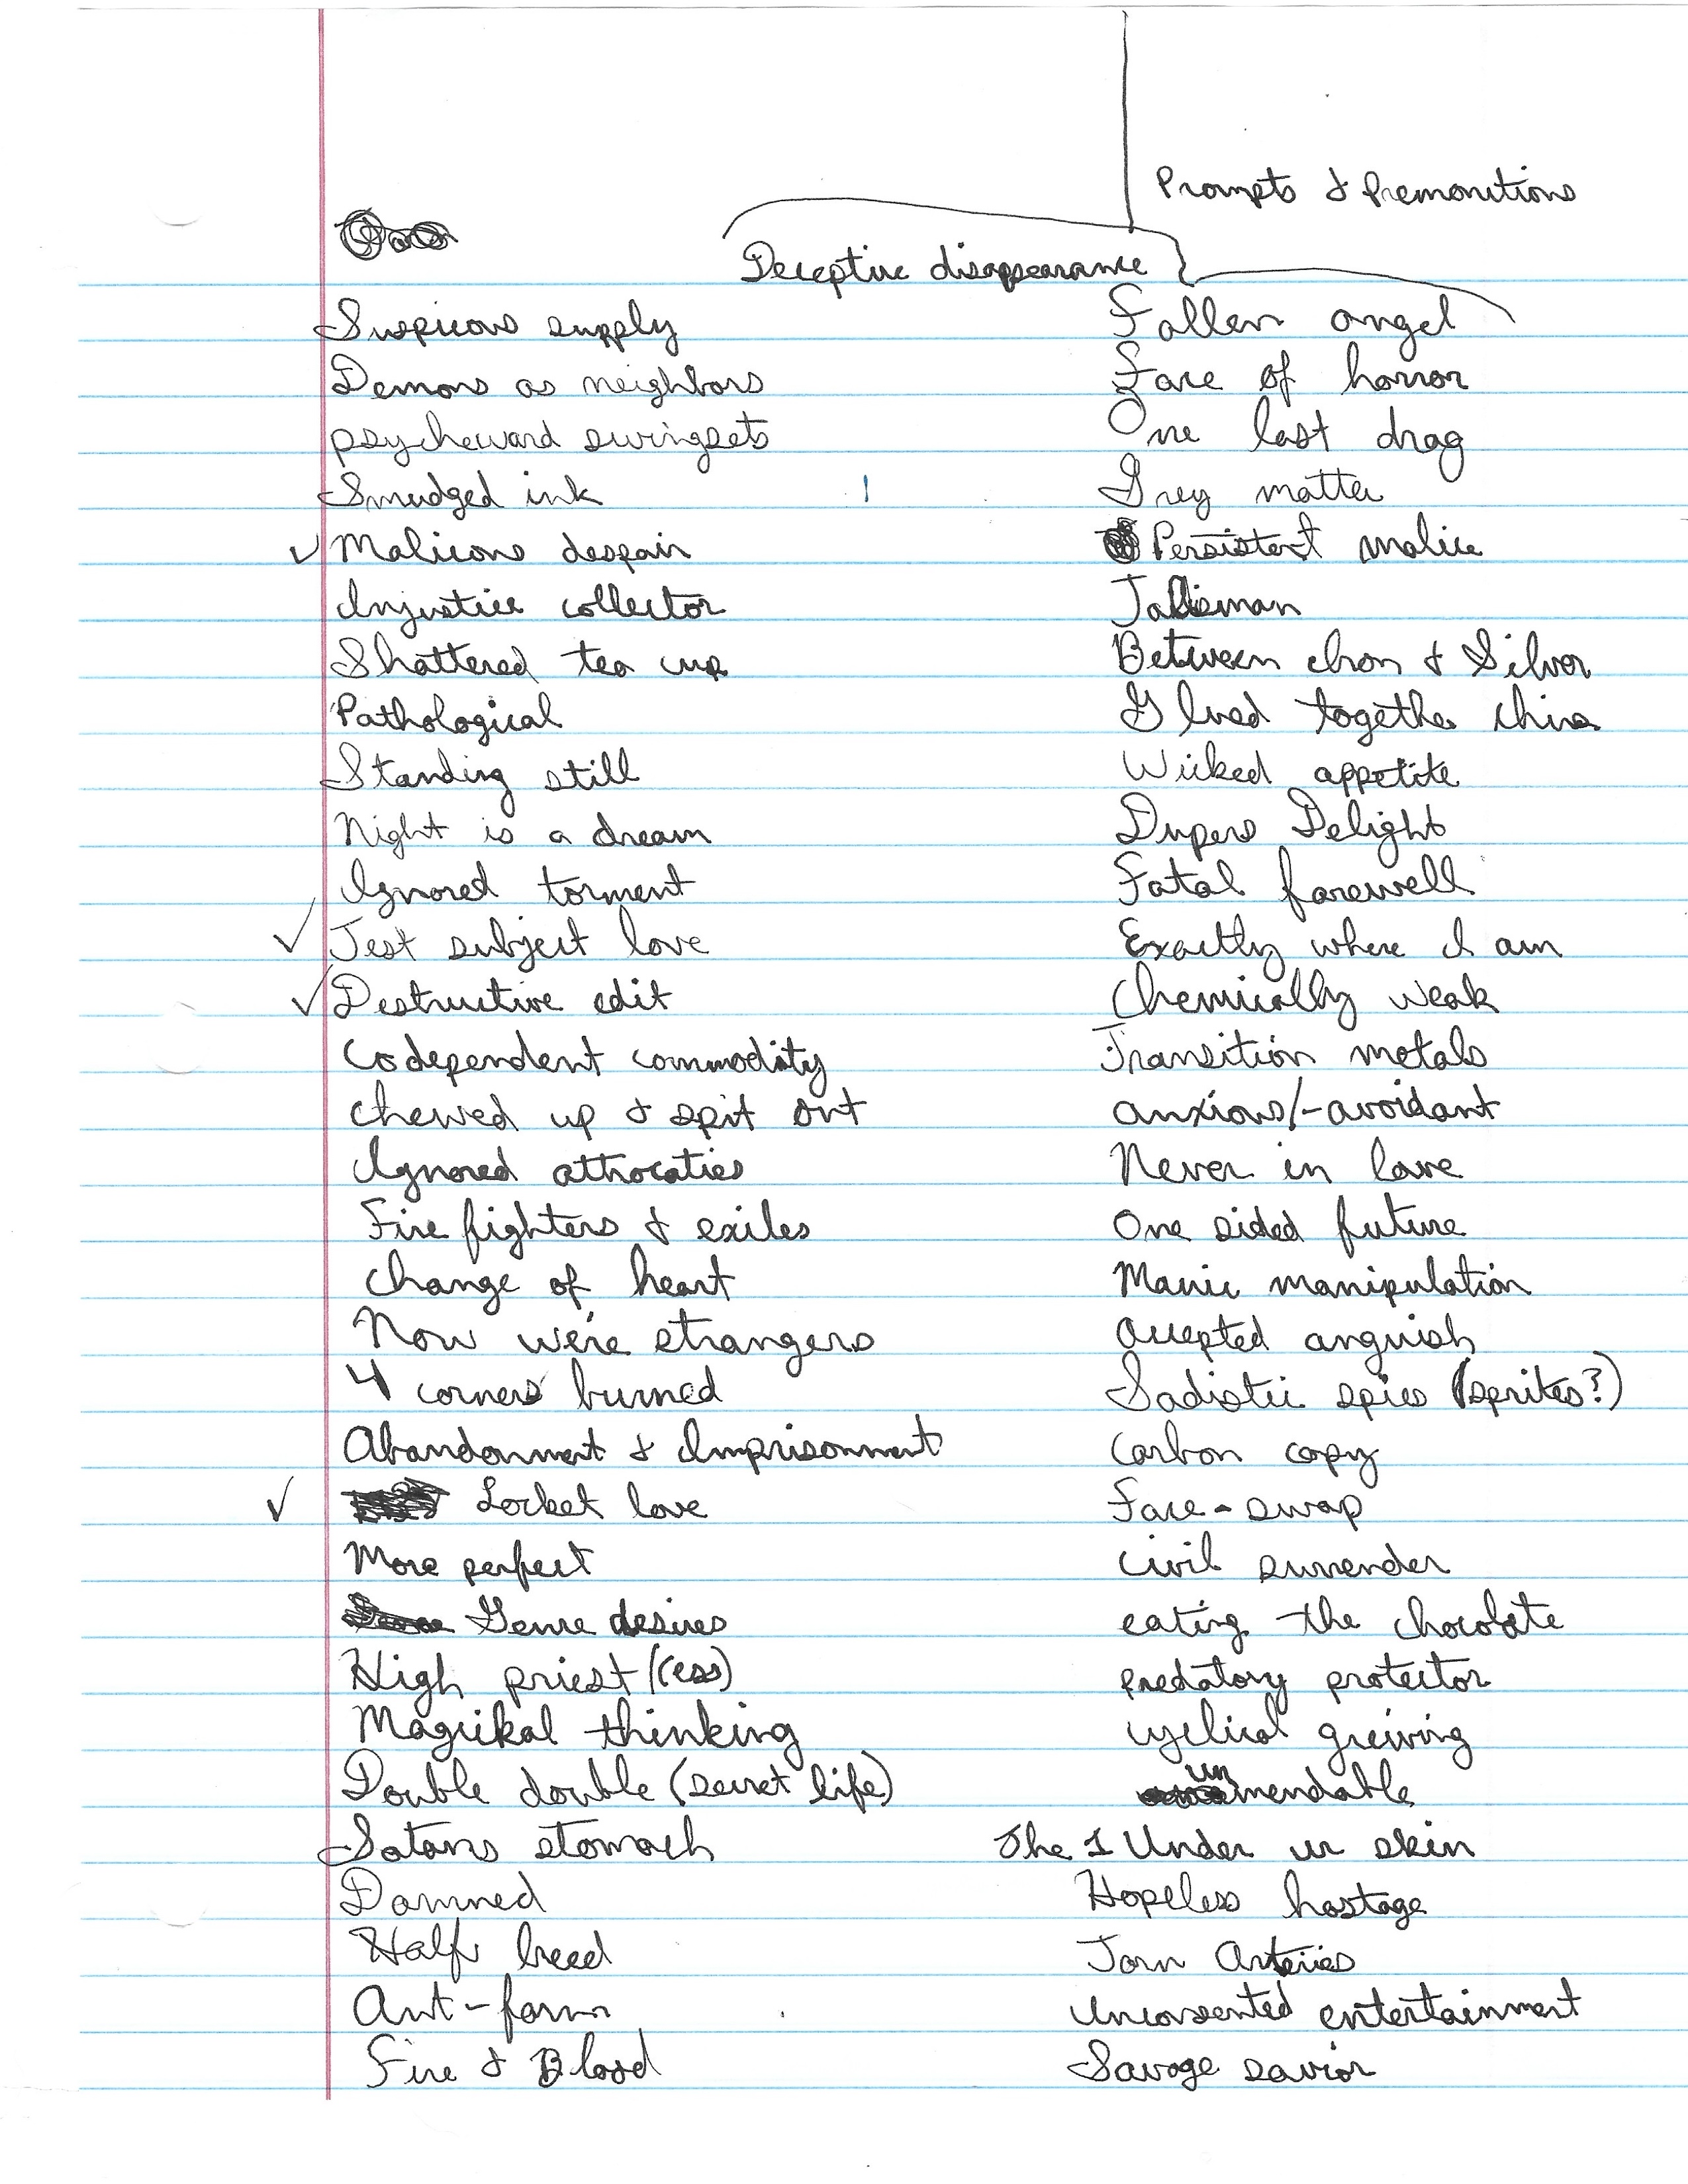 Prompts & Premonitions
Deceptive disappearance
Suspicous supply
Demons as neighbors
psycheward swingsets
Smudged ink
✓ Malicous despair
Injustice collector
Shattered tea cup
Pathological
Standing still
Night is a dream
Ignored torment
✓ Test subject love
✓ Destructive edit
Codependent commodity
chewed up & spit out
Ignored athrocaties
Fire fighters & exiles
Change of heart
Now we're strangers
4 corners burned
Abandonment & Imprisonment
✓ Locket love
More perfect
desires
High priest/(ess)
Magickal thinking
Double double (secret life)
Satans stomach
Damned
Half breed
Ant-farm
Fire & Blood
Fallen angel
Face of horror
One last drag
Grey matter
Persistent malice
Talisman
Between Iron & Silver
Glued together china
Wicked appetite
Dupers Delight
Fatal farewell
Exactly where I am
Chemically weak
Transition metals
anxious/-avoidant
Never in love
One sided future
Manic manipulation
Accepted anguish
Sadistic spies (sprites?)
Carbon copy
Face-swap
Civil surrender
eating the chocolate
predatory protector
cyclical greiving
unmendable
The 1 Under ur skin
Hopeless hostage
Torn Arteries
Unconsented entertainment
Savage savior